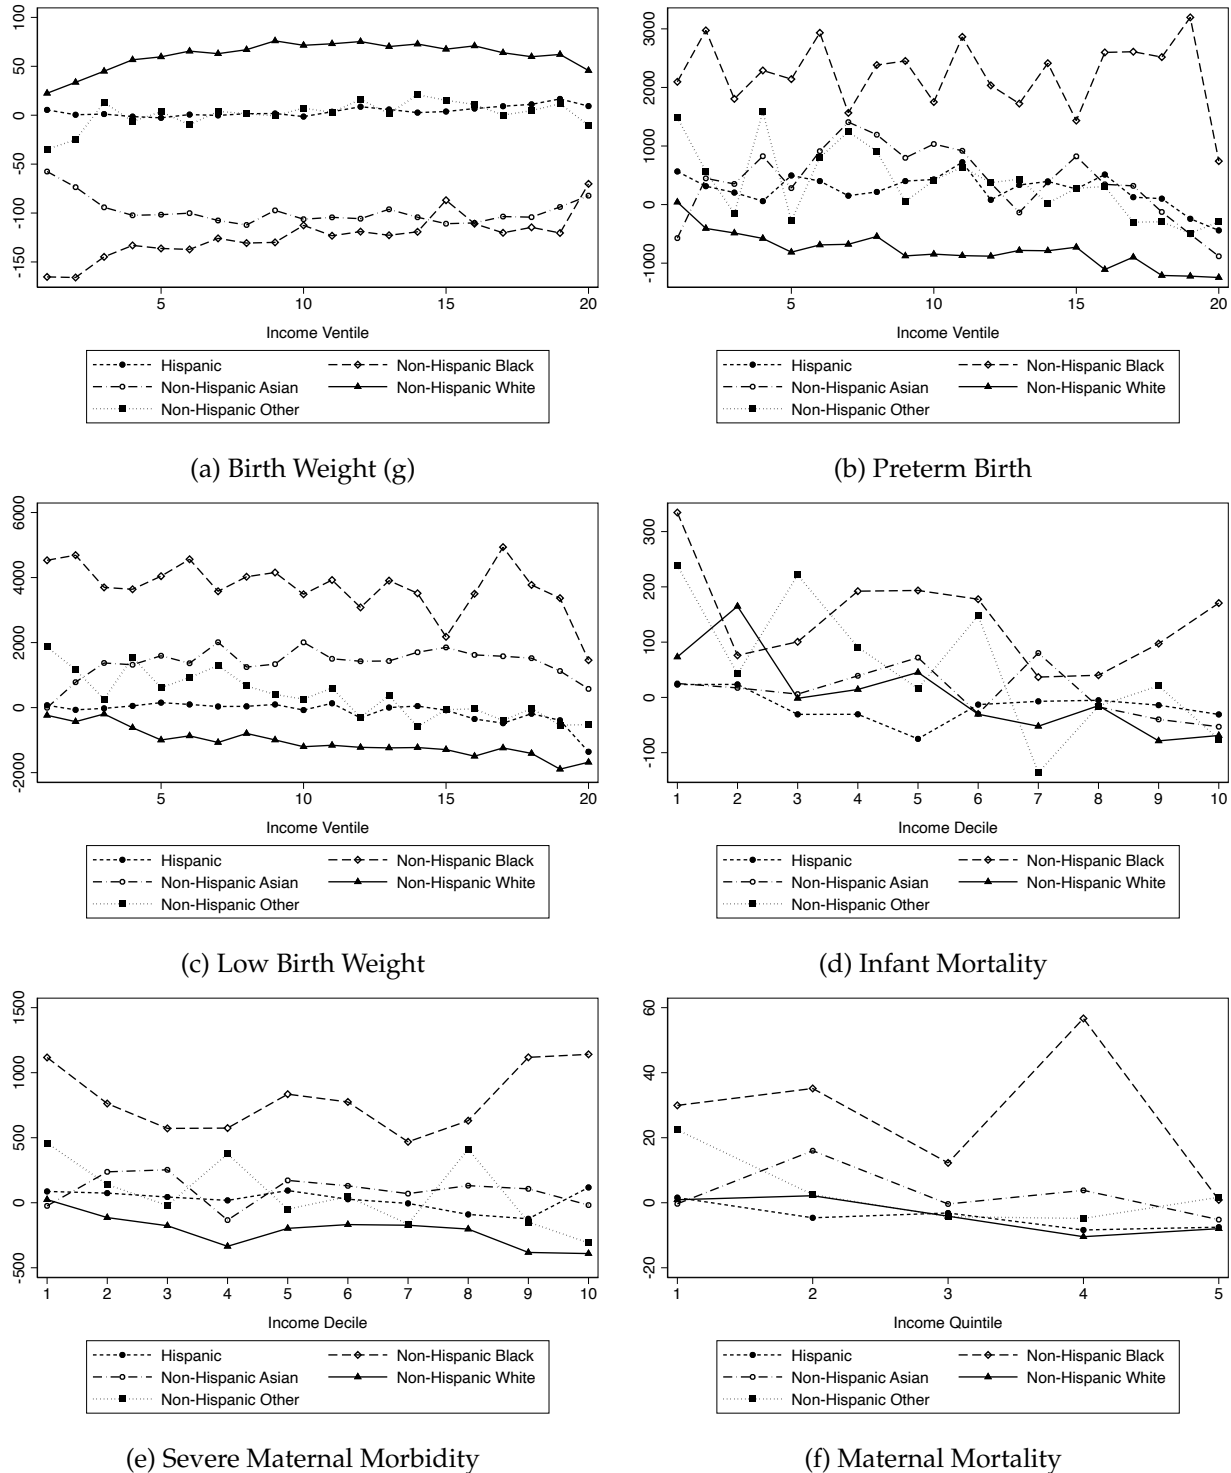 100
50
0
-50
-100
-150
5
10
15
20
Income Ventile
Hispanic
Non-Hispanic Black
Non-Hispanic Asian
Non-Hispanic White
Non-Hispanic Other
(a) Birth Weight (g)
3000
2000
1000
0
-1000
5
10
15
20
Income Ventile
Hispanic
Non-Hispanic Black
Non-Hispanic Asian
Non-Hispanic White
Non-Hispanic Other
(b) Preterm Birth
6000
4000
2000
0
-2000
5
10
15
20
Income Ventile
Hispanic
Non-Hispanic Black
Non-Hispanic Asian
Non-Hispanic White
Non-Hispanic Other
(c) Low Birth Weight
300
200
100
0
-100
1
2
3
4
5
6
7
8
9
10
Income Decile
Hispanic
Non-Hispanic Black
Non-Hispanic Asian
Non-Hispanic White
Non-Hispanic Other
(d) Infant Mortality
1500
1000
500
0
-500
1
2
3
4
5
6
7
8
9
10
Income Decile
Hispanic
Non-Hispanic Black
Non-Hispanic Asian
Non-Hispanic White
Non-Hispanic Other
(e) Severe Maternal Morbidity
60
40
20
0
-20
1
2
3
4
5
Income Quintile
Hispanic
Non-Hispanic Black
Non-Hispanic Asian
Non-Hispanic White
Non-Hispanic Other
(f) Maternal Mortality